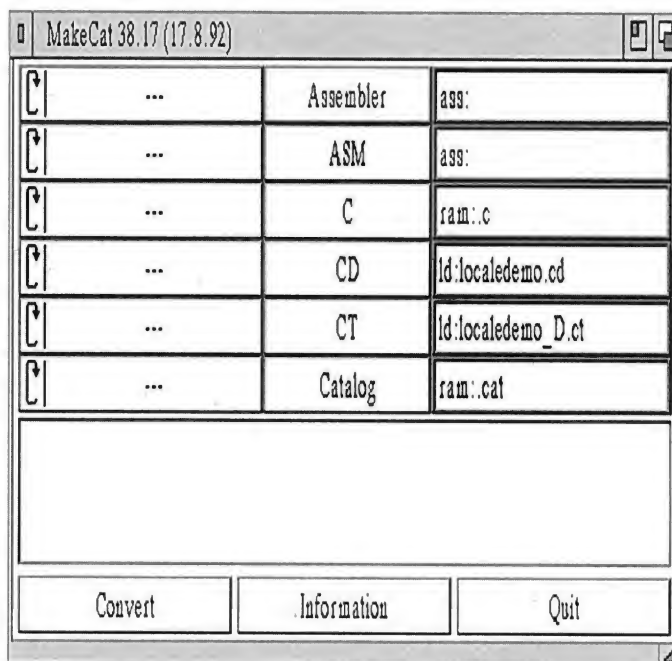 MakeCat 38.17 (17.8.92)
... Assembler ass:
... ASM ass:
... C ram:.c
... CD ld:localedemo.cd
... CT ld:localedemo_D.ct
... Catalog ram:.cat
Convert Information Quit